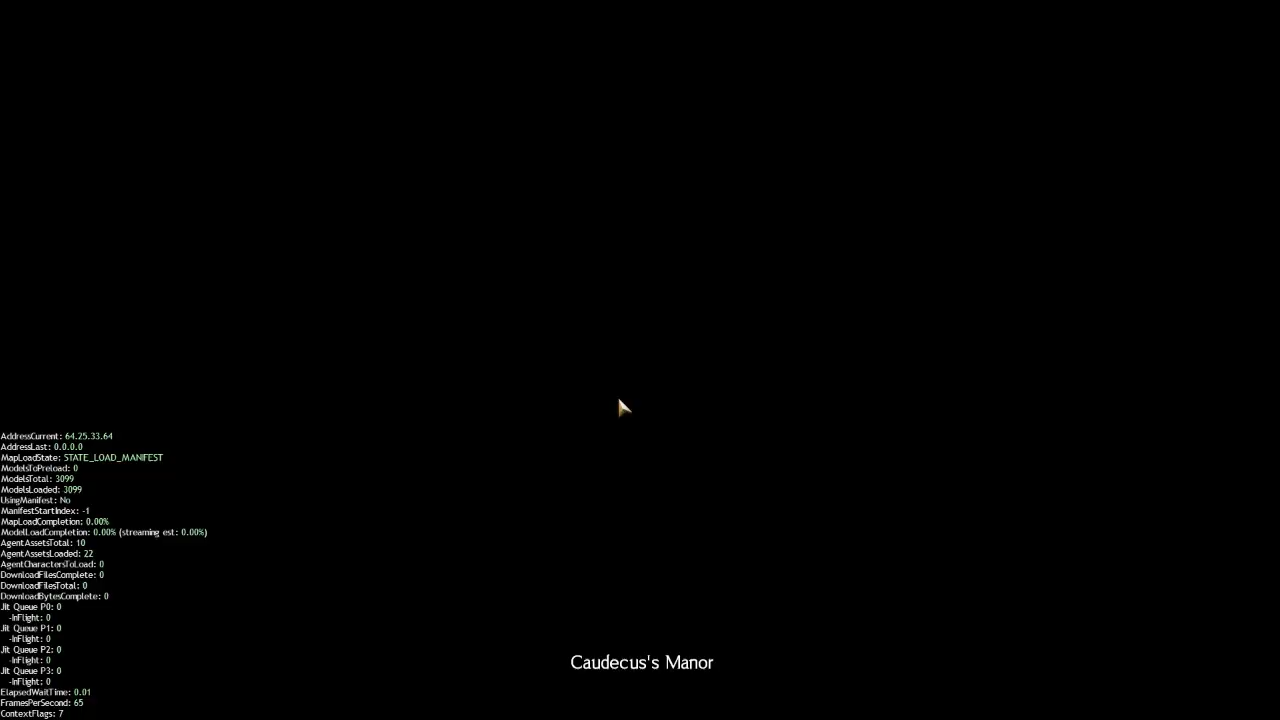 AddressCurrent: 64.25.33.64
AddressLast: 0.0.0.0
MapLoadState: STATE_LOAD_MANIFEST
ModelsToPreload: 0
ModelsTotal: 3099
ModelsLoaded: 3099
UsingManifest: No
ManifestStartIndex: -1
MapLoadCompletion: 0.00%
ModelLoadCompletion: 0.00% (streaming est: 0.00%)
AgentAssetsTotal: 10
AgentAssetsLoaded: 22
AgentCharactersToLoad: 0
DownloadFilesComplete: 0
DownloadFilesTotal: 0
DownloadBytesComplete: 0
Jit Queue P0: 0
-InFlight: 0
Jit Queue P1: 0
-InFlight: 0
Jit Queue P2: 0
-InFlight: 0
Jit Queue P3: 0
-InFlight: 0
ElapsedWaitTime: 0.01
FramesPerSecond: 65
ContextFlags: 7
Caudecus's Manor